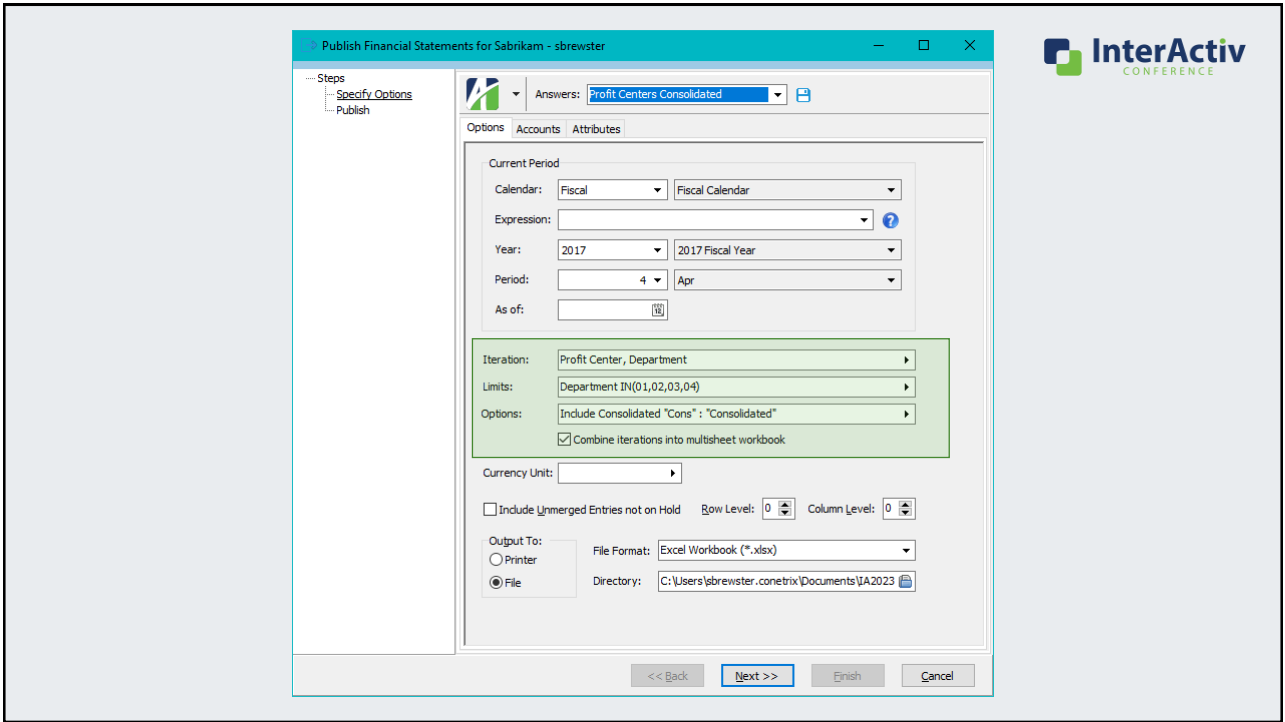 Publish Financial Statements for Sabrikam - sbrewster
InterActiv
CONFERENCE
Steps
Specify Options
Publish
Answers: Profit Centers Consolidated
Options Accounts Attributes
Current Period
Calendar: Fiscal Fiscal Calendar
Expression:
Year: 2017 2017 Fiscal Year
Period: 4 Apr
As of:
Iteration: Profit Center, Department
Limits: Department IN(01,02,03,04)
Options: Include Consolidated "Cons" : "Consolidated"
Combine iterations into multisheet workbook
Currency Unit:
Include Unmerged Entries not on Hold Row Level: 0 Column Level: 0
Output To:
Printer
File
File Format: Excel Workbook (*.xlsx)
Directory: C:\Users\sbrewster.conetrix\Documents\IA2023
<< Back Next >> Finish Cancel